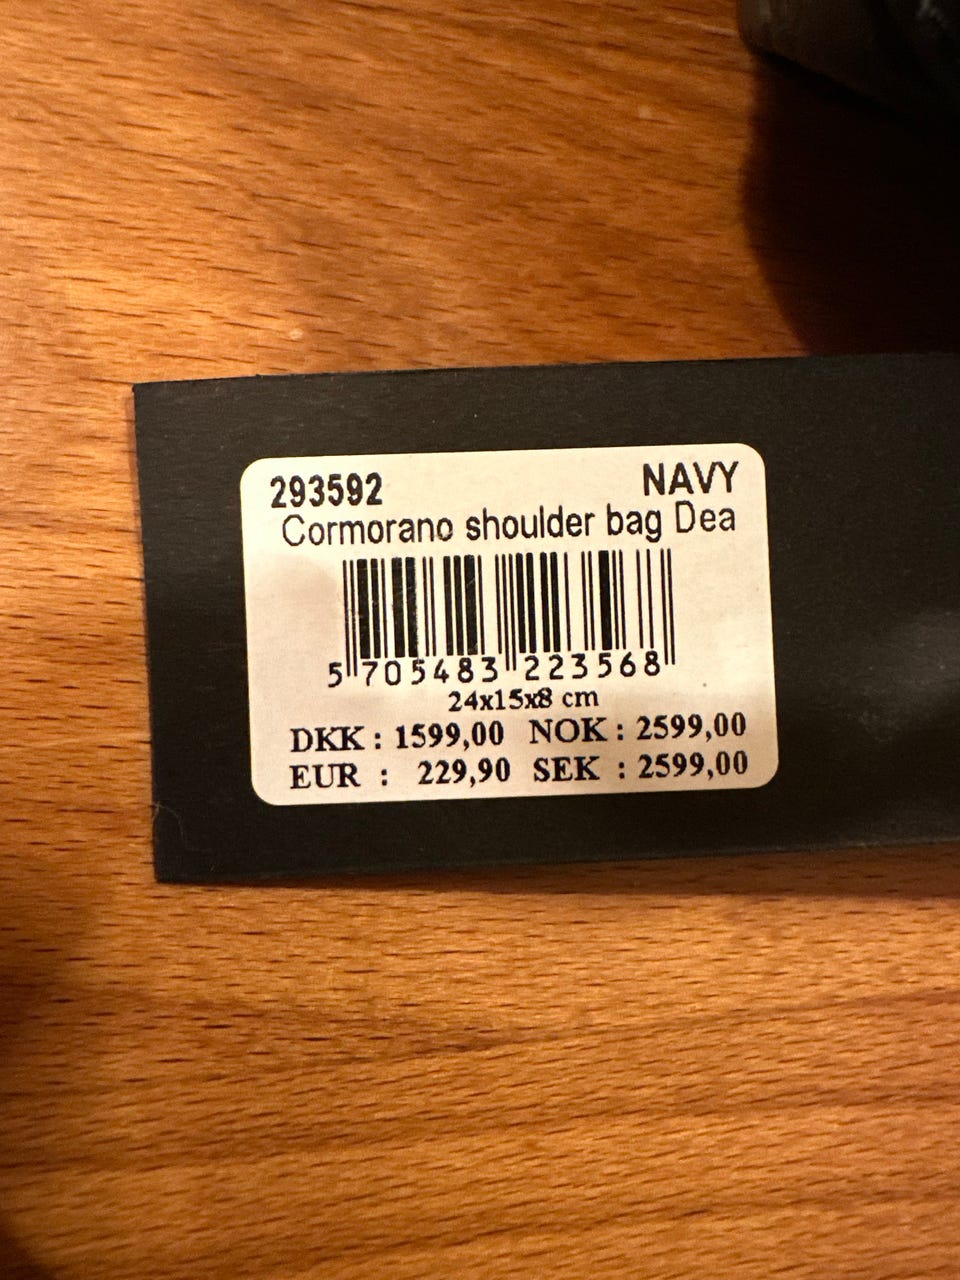 293592 NAVY
Cormorano shoulder bag Dea
5 705483 223568
24x15x8 cm
DKK : 1599,00 NOK : 2599,00
EUR : 229,90 SEK : 2599,00